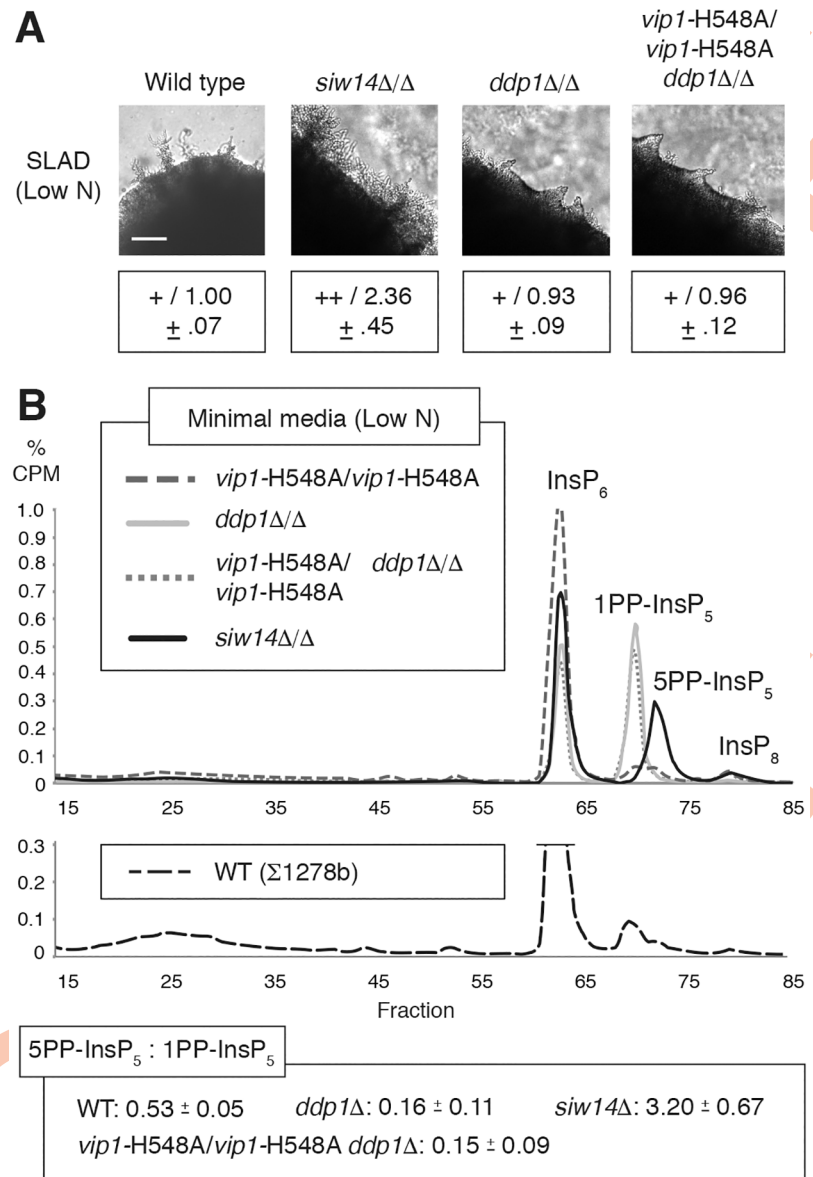 A
Wild type
siw14Δ/Δ
ddp1Δ/Δ
vip1-H548A/
vip1-H548A
ddp1Δ/Δ
SLAD
(Low N)
+ / 1.00
± .07
++ / 2.36
± .45
+ / 0.93
± .09
+ / 0.96
± .12
B
Minimal media (Low N)
%
CPM
vip1-H548A/vip1-H548A
ddp1Δ/Δ
vip1-H548A/ ddp1Δ/Δ
vip1-H548A
siw14Δ/Δ
InsP6
1PP-InsP5
5PP-InsP5
InsP8
1.0
0.9
0.8
0.7
0.6
0.5
0.4
0.3
0.2
0.1
0
15 25 35 45 55 65 75 85
WT (Σ1278b)
0.3
0.2
0.1
0
15 25 35 45 55 65 75 85
Fraction
5PP-InsP5 : 1PP-InsP5
WT: 0.53 ± 0.05 ddp1Δ: 0.16 ± 0.11 siw14Δ: 3.20 ± 0.67
vip1-H548A/vip1-H548A ddp1Δ: 0.15 ± 0.09